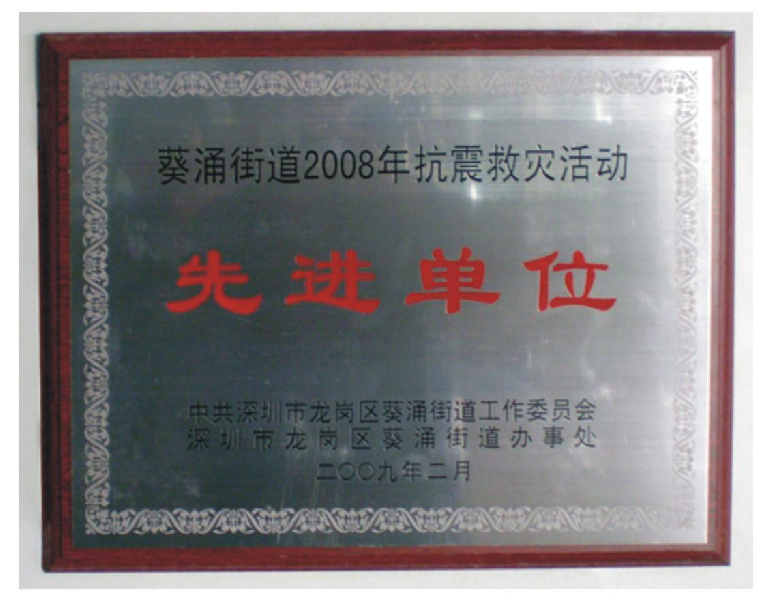 葵涌街道2008年抗震救灾活动
先进单位
中共深圳市龙岗区葵涌街道工作委员会
深圳市龙岗区葵涌街道办事处
二〇〇九年二月